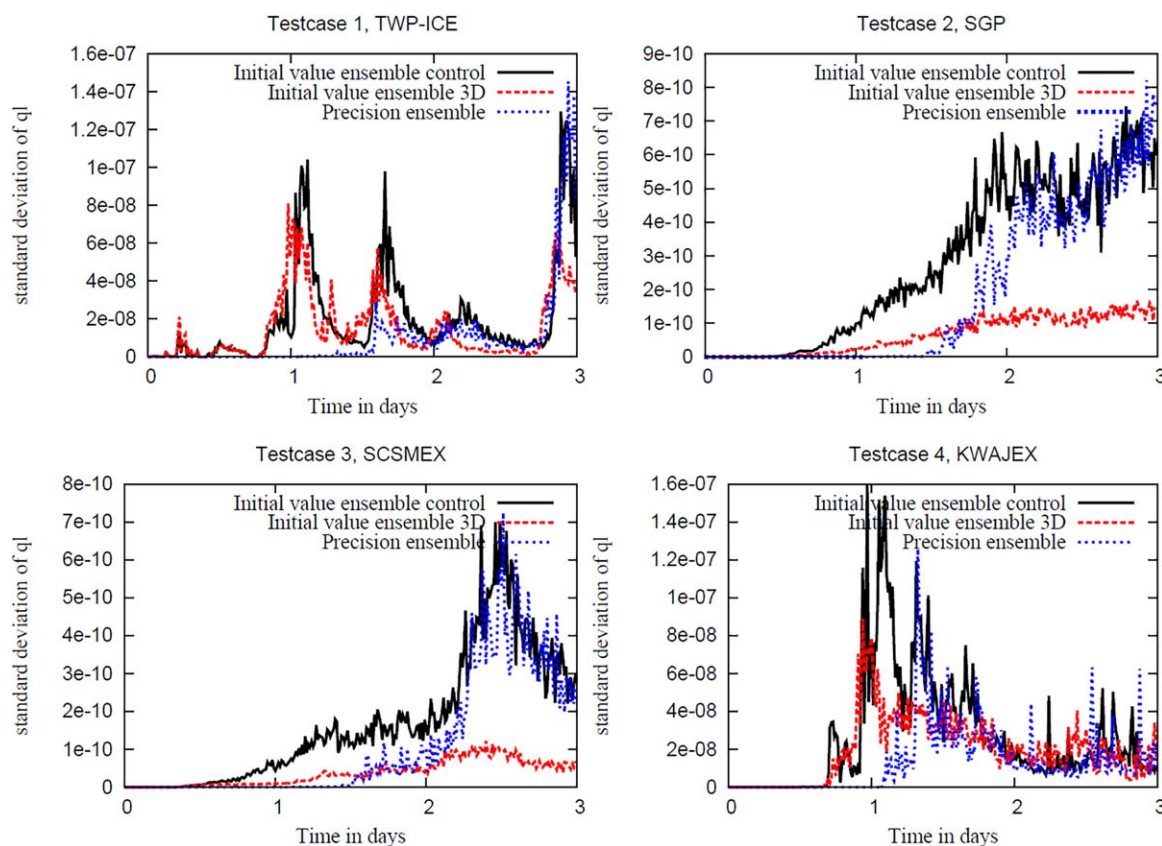 Testcase 1, TWP-ICE
1.6e-07
1.4e-07
1.2e-07
1e-07
8e-08
6e-08
4e-08
2e-08
0
standard deviation of ql
Initial value ensemble control
Initial value ensemble 3D
Precision ensemble
0 1 2 3
Time in days
Testcase 2, SGP
9e-10
8e-10
7e-10
6e-10
5e-10
4e-10
3e-10
2e-10
1e-10
0
standard deviation of ql
Initial value ensemble control
Initial value ensemble 3D
Precision ensemble
0 1 2 3
Time in days
Testcase 3, SCSMEX
8e-10
7e-10
6e-10
5e-10
4e-10
3e-10
2e-10
1e-10
0
standard deviation of ql
Initial value ensemble control
Initial value ensemble 3D
Precision ensemble
0 1 2 3
Time in days
Testcase 4, KWAJEX
1.6e-07
1.4e-07
1.2e-07
1e-07
8e-08
6e-08
4e-08
2e-08
0
standard deviation of ql
Initial value ensemble control
Initial value ensemble 3D
Precision ensemble
0 1 2 3
Time in days